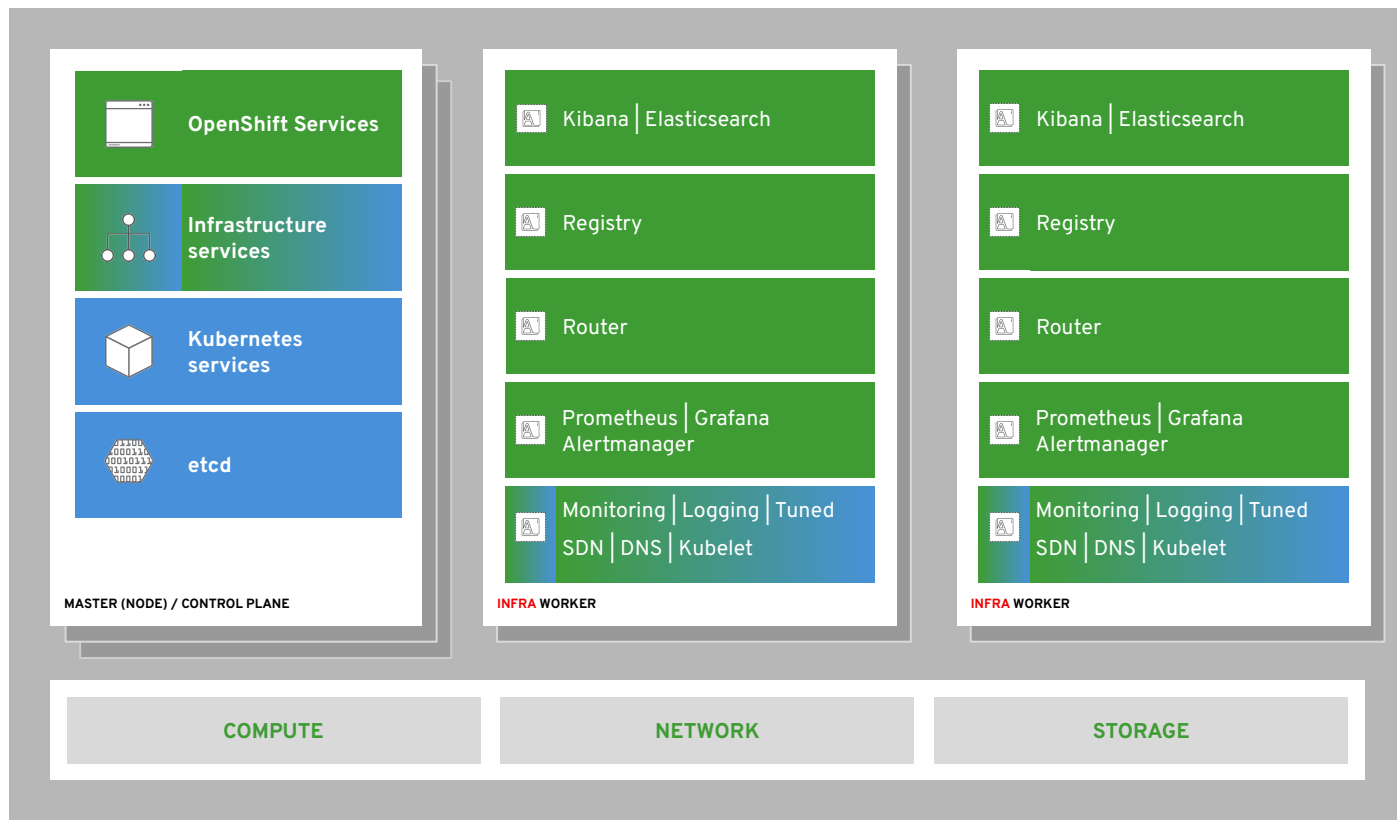 OpenShift Services
Infrastructure
services
Kubernetes
services
etcd
MASTER (NODE) / CONTROL PLANE
Kibana | Elasticsearch
Registry
Router
Prometheus | Grafana
Alertmanager
Monitoring | Logging | Tuned
SDN | DNS | Kubelet
INFRA WORKER
Kibana | Elasticsearch
Registry
Router
Prometheus | Grafana
Alertmanager
Monitoring | Logging | Tuned
SDN | DNS | Kubelet
INFRA WORKER
COMPUTE
NETWORK
STORAGE